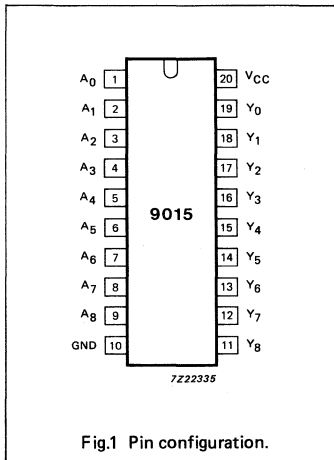 A0 1 20 VCC
A1 2 19 Y0
A2 3 18 Y1
A3 4 17 Y2
A4 5 16 Y3
9015
A5 6 15 Y4
A6 7 14 Y5
A7 8 13 Y6
A8 9 12 Y7
GND 10 11 Y8
7Z22335
Fig.1 Pin configuration.